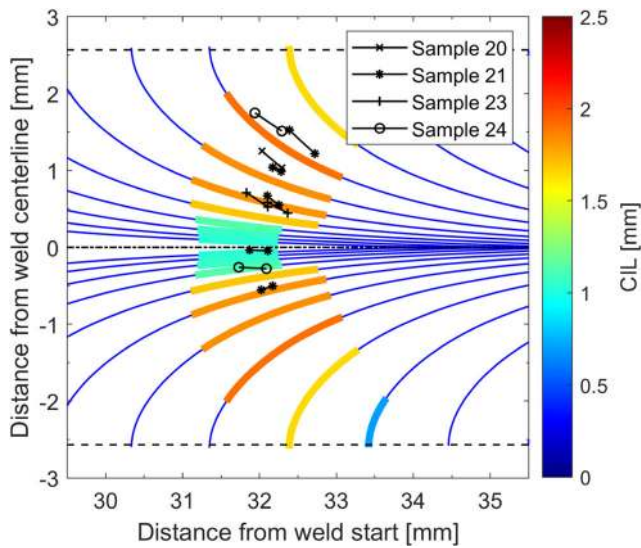 3
2
1
0
-1
-2
-3
30
31
32
33
34
35
Distance from weld centerline [mm]
Distance from weld start [mm]
Sample 20
Sample 21
Sample 23
Sample 24
2.5
2
1.5
1
0.5
0
CIL [mm]